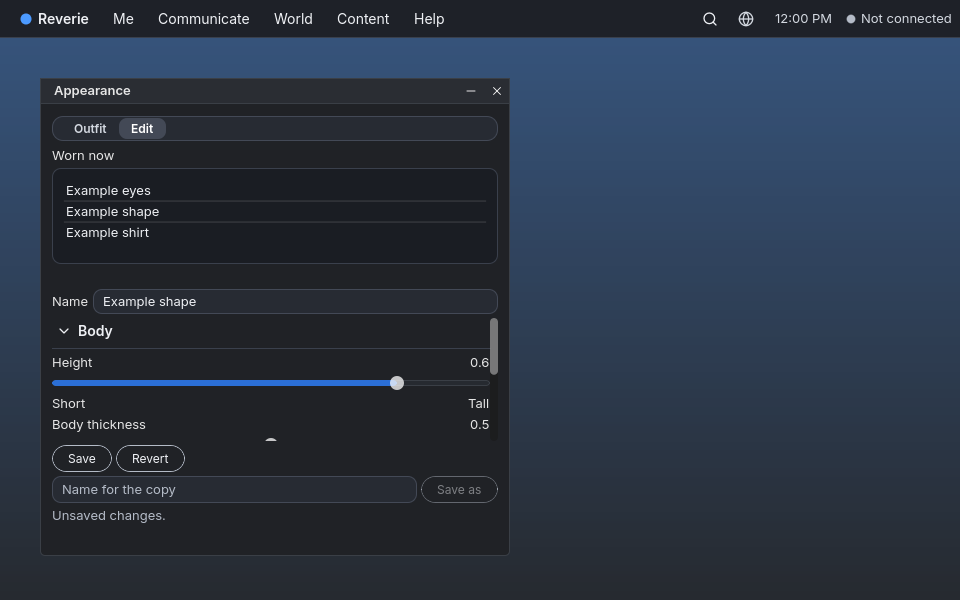 Reverie Me Communicate World Content Help 12:00 PM Not connected
Appearance
Outfit Edit
Worn now
Example eyes
Example shape
Example shirt
Name Example shape
Body
Height 0.6
Short Tall
Body thickness 0.5
Save Revert
Name for the copy Save as
Unsaved changes.